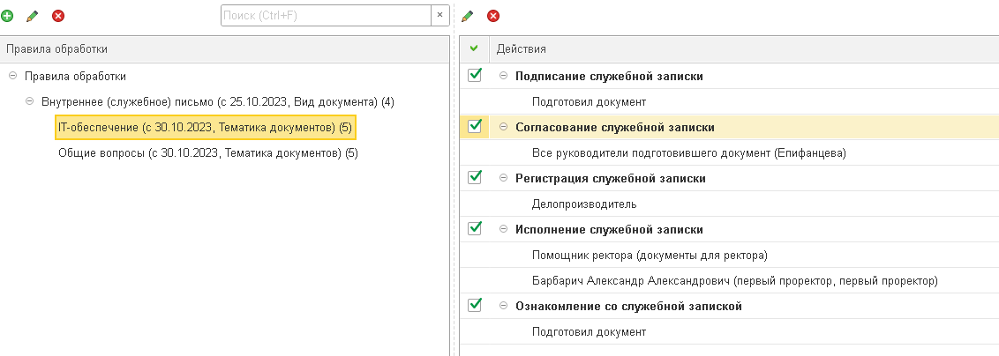 Поиск (Ctrl+F)
Правила обработки
Правила обработки
Внутреннее (служебное) письмо (с 25.10.2023, Вид документа) (4)
IT-обеспечение (с 30.10.2023, Тематика документов) (5)
Общие вопросы (с 30.10.2023, Тематика документов) (5)
Действия
Подписание служебной записки
Подготовил документ
Согласование служебной записки
Все руководители подготовившего документ (Епифанцева)
Регистрация служебной записки
Делопроизводитель
Исполнение служебной записки
Помощник ректора (документы для ректора)
Барбарич Александр Александрович (первый проректор, первый проректор)
Ознакомление со служебной запиской
Подготовил документ